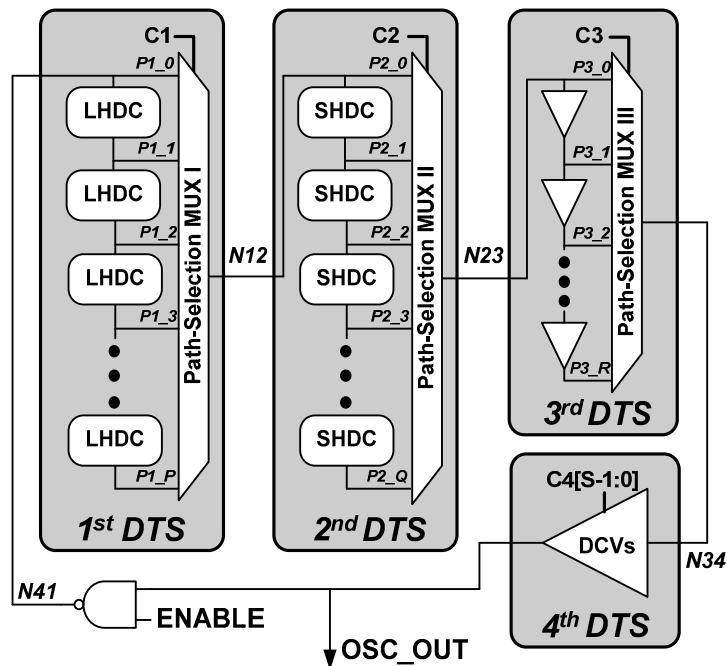 C1
P1_0
LHDC
P1_1
LHDC
P1_2
LHDC
P1_3
LHDC
P1_P
Path-Selection MUX I
1st DTS
N12
C2
P2_0
SHDC
P2_1
SHDC
P2_2
SHDC
P2_3
SHDC
P2_Q
Path-Selection MUX II
2nd DTS
N23
C3
P3_0
P3_1
P3_2
P3_R
Path-Selection MUX III
3rd DTS
C4[S-1:0]
DCVs
N34
4th DTS
N41
ENABLE
OSC_OUT